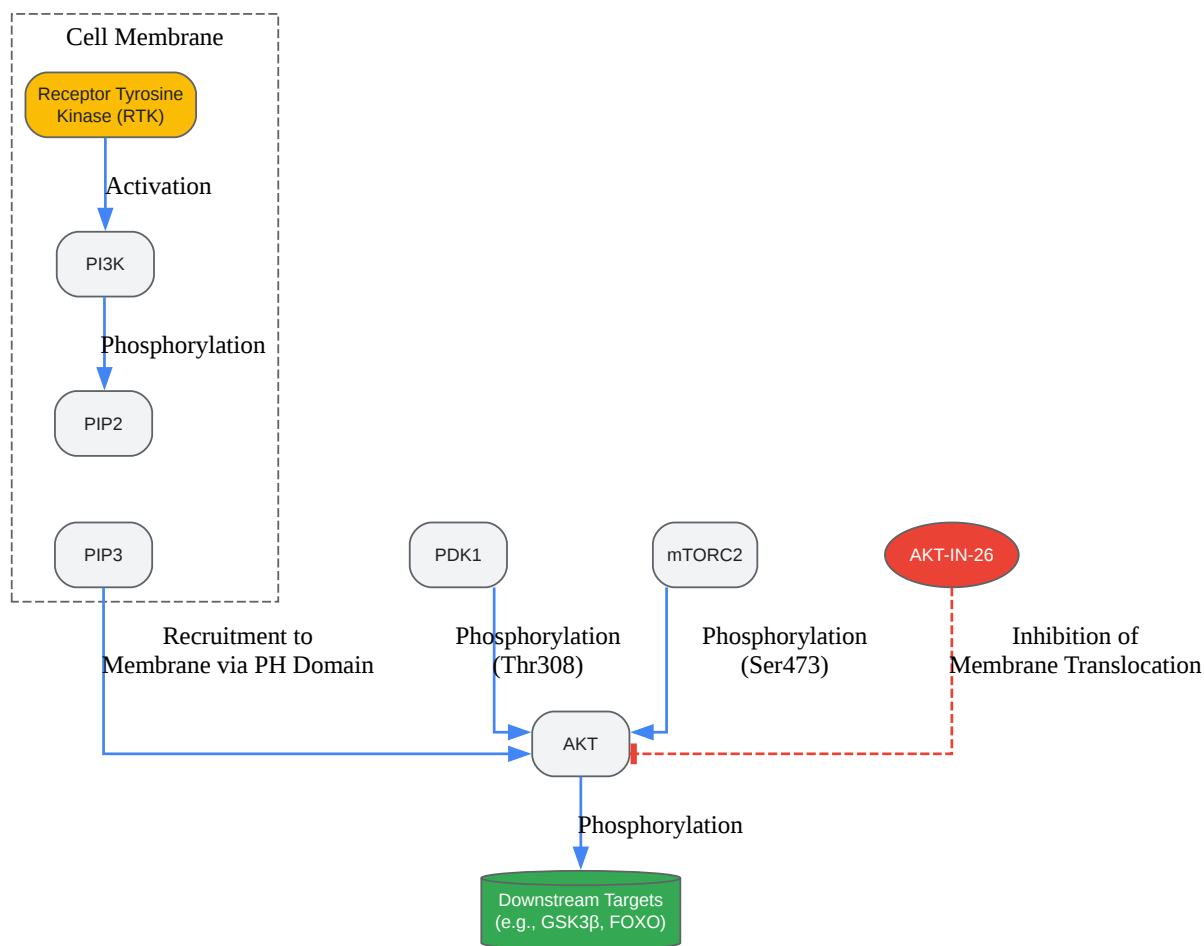 Cell Membrane
Receptor Tyrosine
Kinase (RTK)
Activation
PI3K
Phosphorylation
PIP2
PIP3
PDK1
mTORC2
AKT-IN-26
Recruitment to
Membrane via PH Domain
Phosphorylation
(Thr308)
Phosphorylation
(Ser473)
Inhibition of
Membrane Translocation
AKT
Phosphorylation
Downstream Targets
(e.g., GSK3β, FOXO)